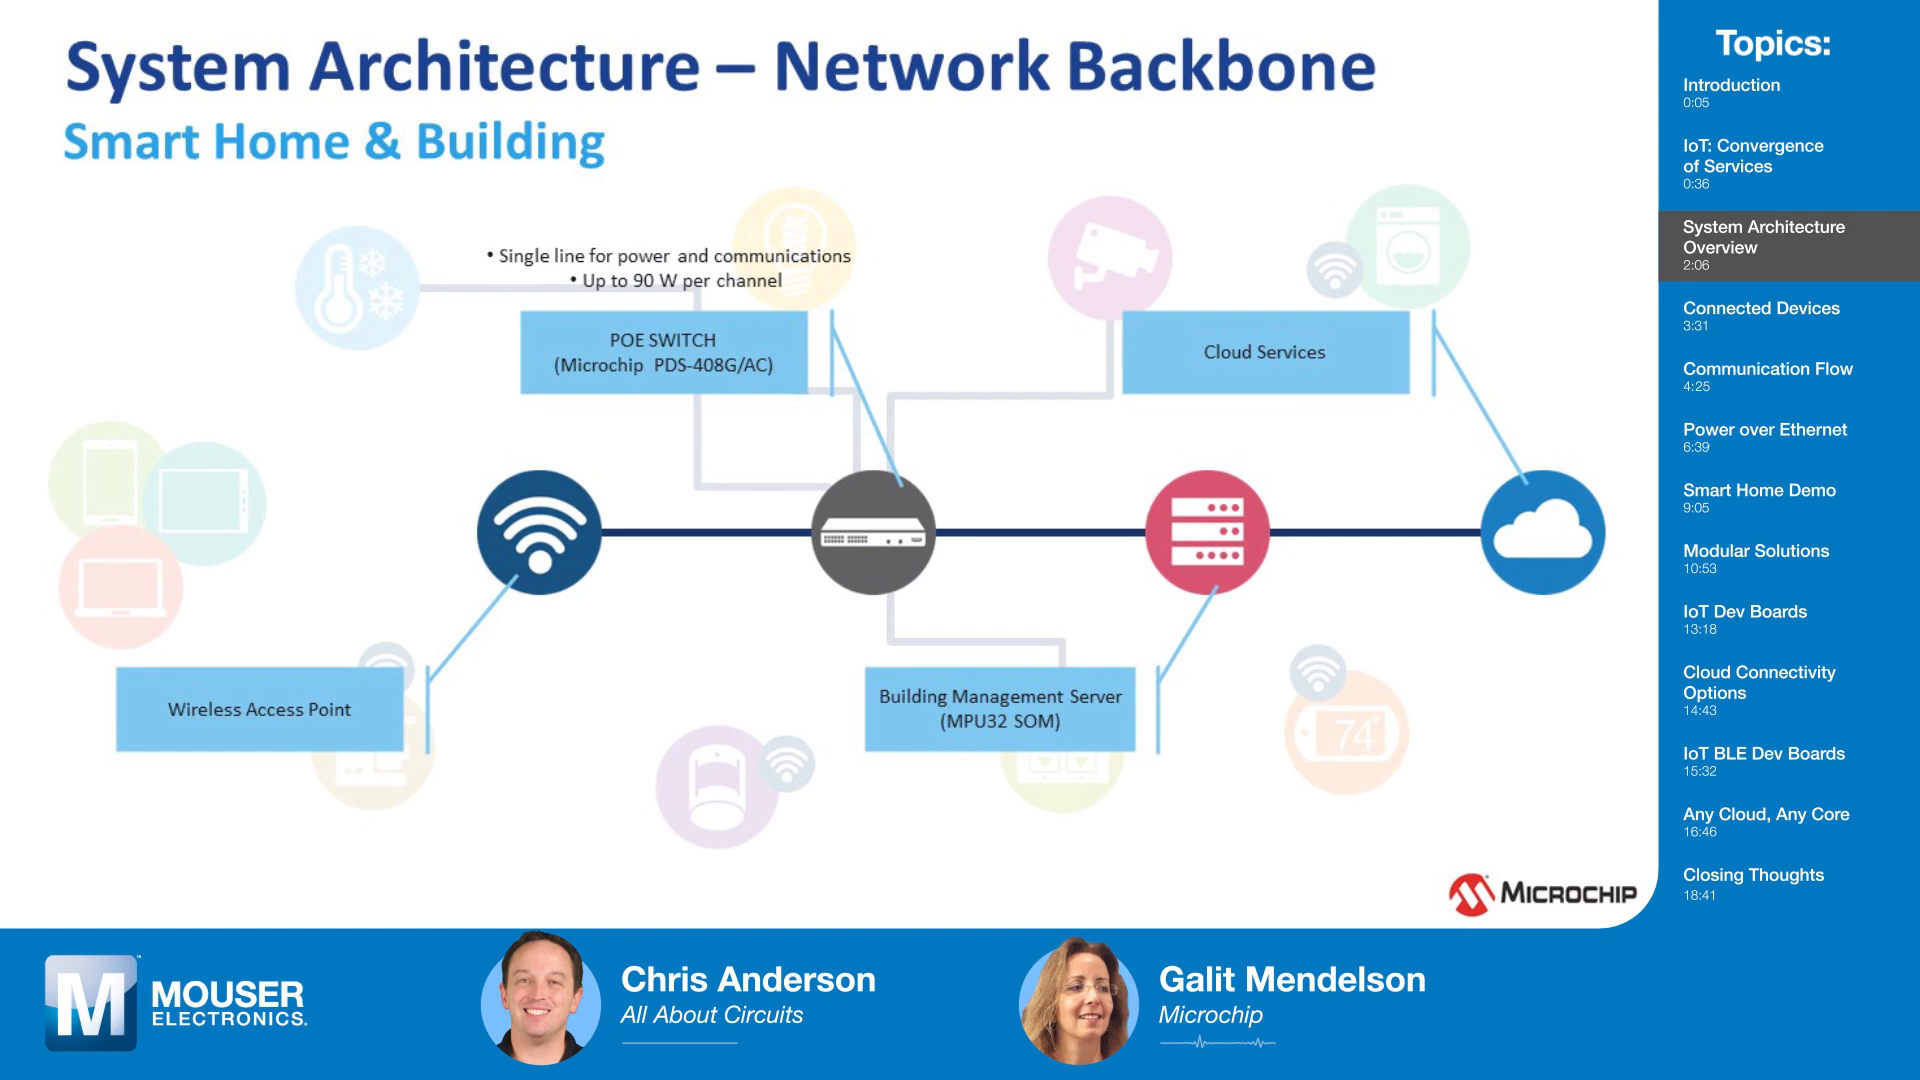 System Architecture – Network Backbone
Smart Home & Building
• Single line for power and communications
• Up to 90 W per channel
POE SWITCH
(Microchip PDS-408G/AC)
Cloud Services
Wireless Access Point
Building Management Server
(MPU32 SOM)
74°
MICROCHIP
Topics:
Introduction
0:05
IoT: Convergence
of Services
0:36
System Architecture
Overview
2:06
Connected Devices
3:31
Communication Flow
4:25
Power over Ethernet
6:39
Smart Home Demo
9:05
Modular Solutions
10:53
IoT Dev Boards
13:18
Cloud Connectivity
Options
14:43
IoT BLE Dev Boards
15:32
Any Cloud, Any Core
16:46
Closing Thoughts
18:41
M™
MOUSER
ELECTRONICS.
Chris Anderson
All About Circuits
Galit Mendelson
Microchip